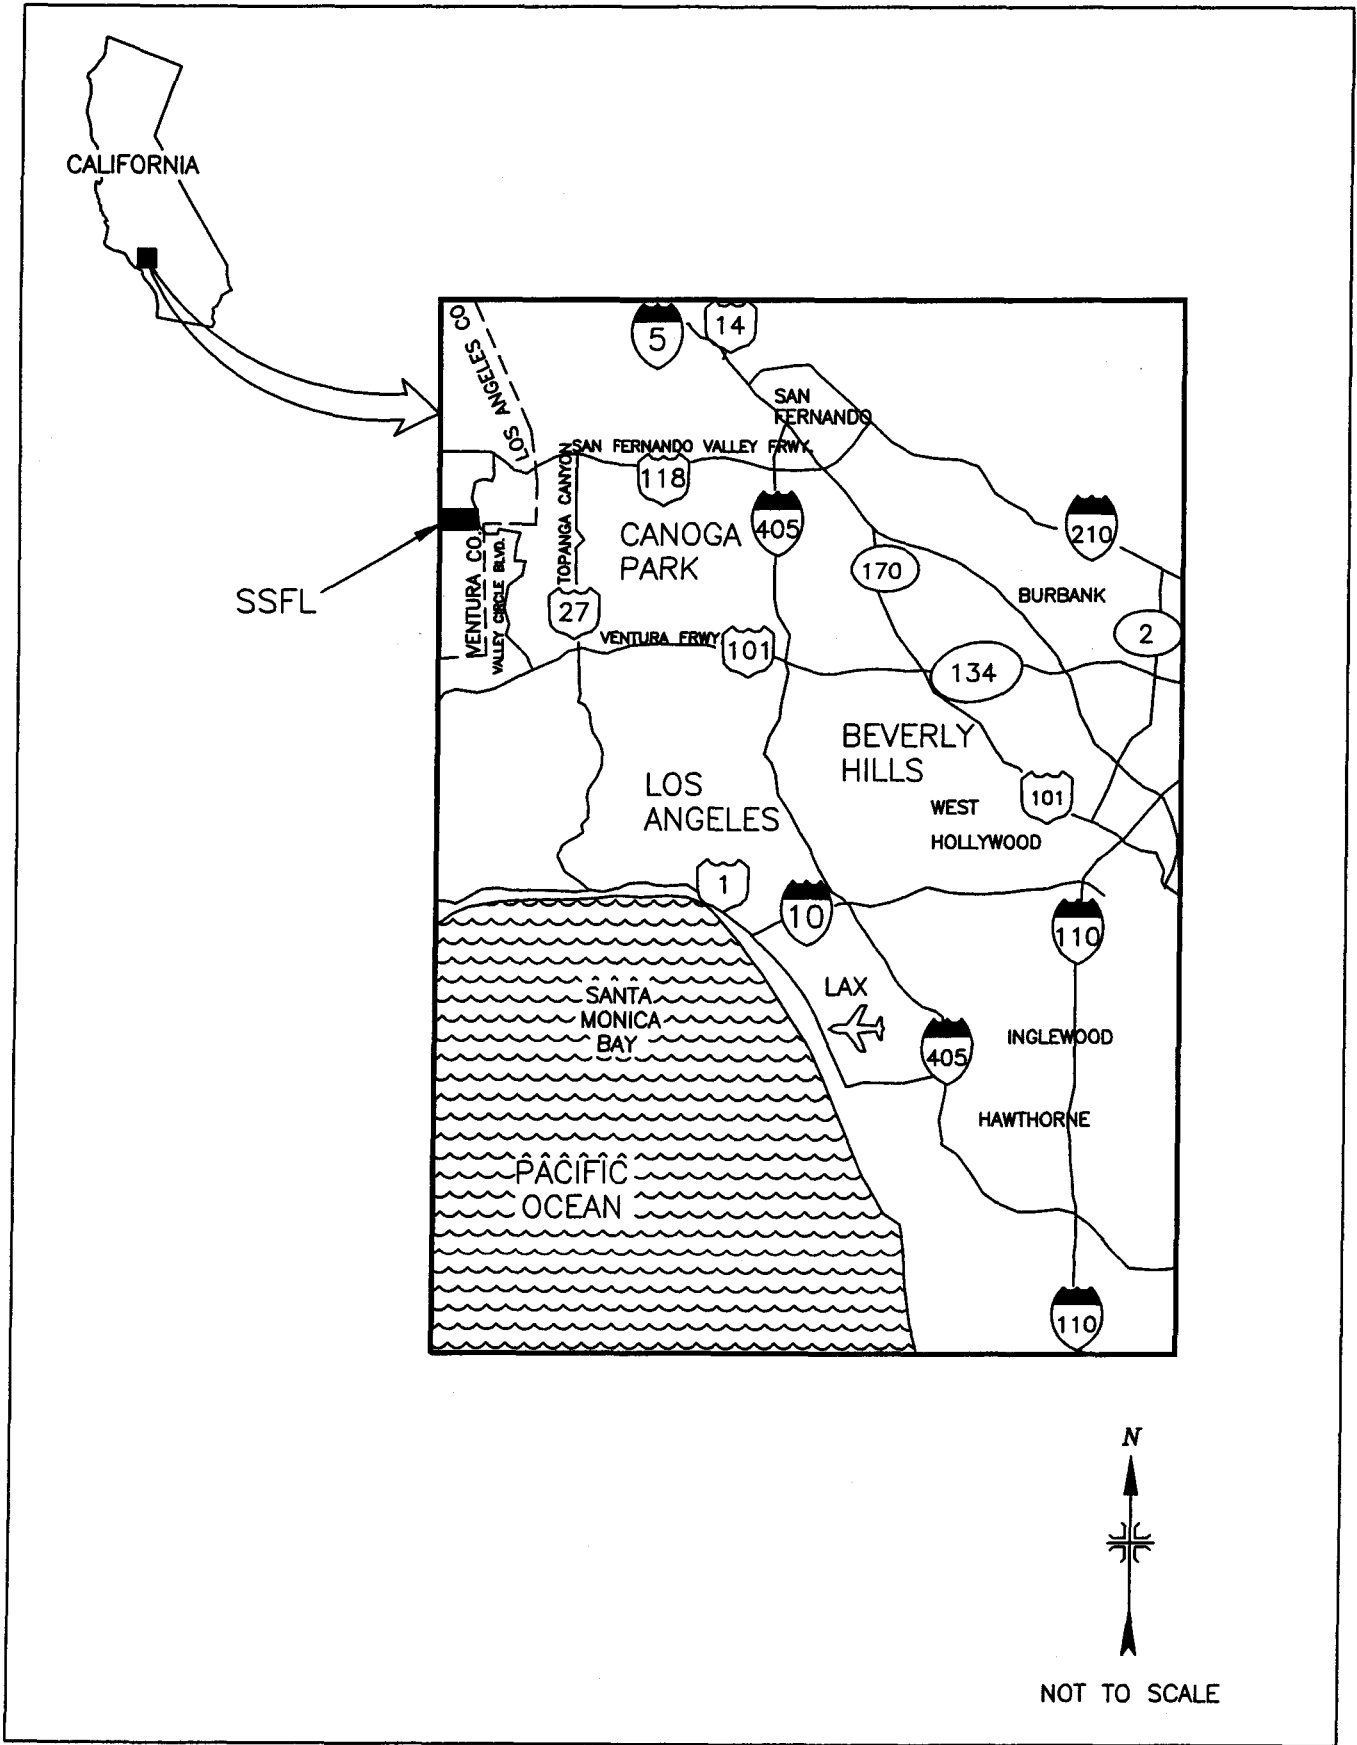 CALIFORNIA
5
14
LOS ANGELES CO
SAN
FERNANDO
SAN FERNANDO VALLEY FRWY.
118
TOPANGA CANYON
CANOGA
PARK
405
210
170
SSFL
VENTURA CO.
VALLEY CIRCLE BLVD.
27
BURBANK
2
VENTURA FRWY
101
134
BEVERLY
HILLS
LOS
ANGELES
WEST
HOLLYWOOD
101
1
10
110
LAX
SANTA
MONICA
BAY
405
INGLEWOOD
HAWTHORNE
PACIFIC
OCEAN
110
N
NOT TO SCALE